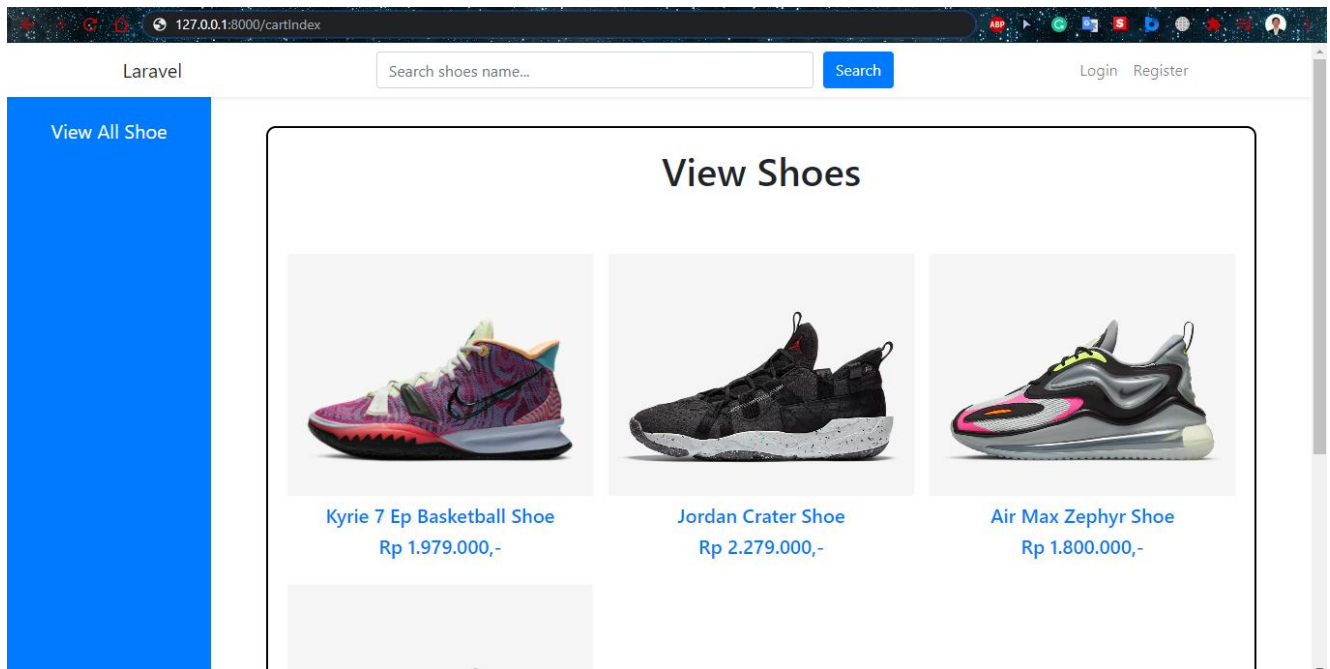 127.0.0.1:8000/cartIndex
ABP
Laravel
Search shoes name...
Search
Login Register
View All Shoe
View Shoes
Kyrie 7 Ep Basketball Shoe
Jordan Crater Shoe
Air Max Zephyr Shoe
Rp 1.979.000,-
Rp 2.279.000,-
Rp 1.800.000,-